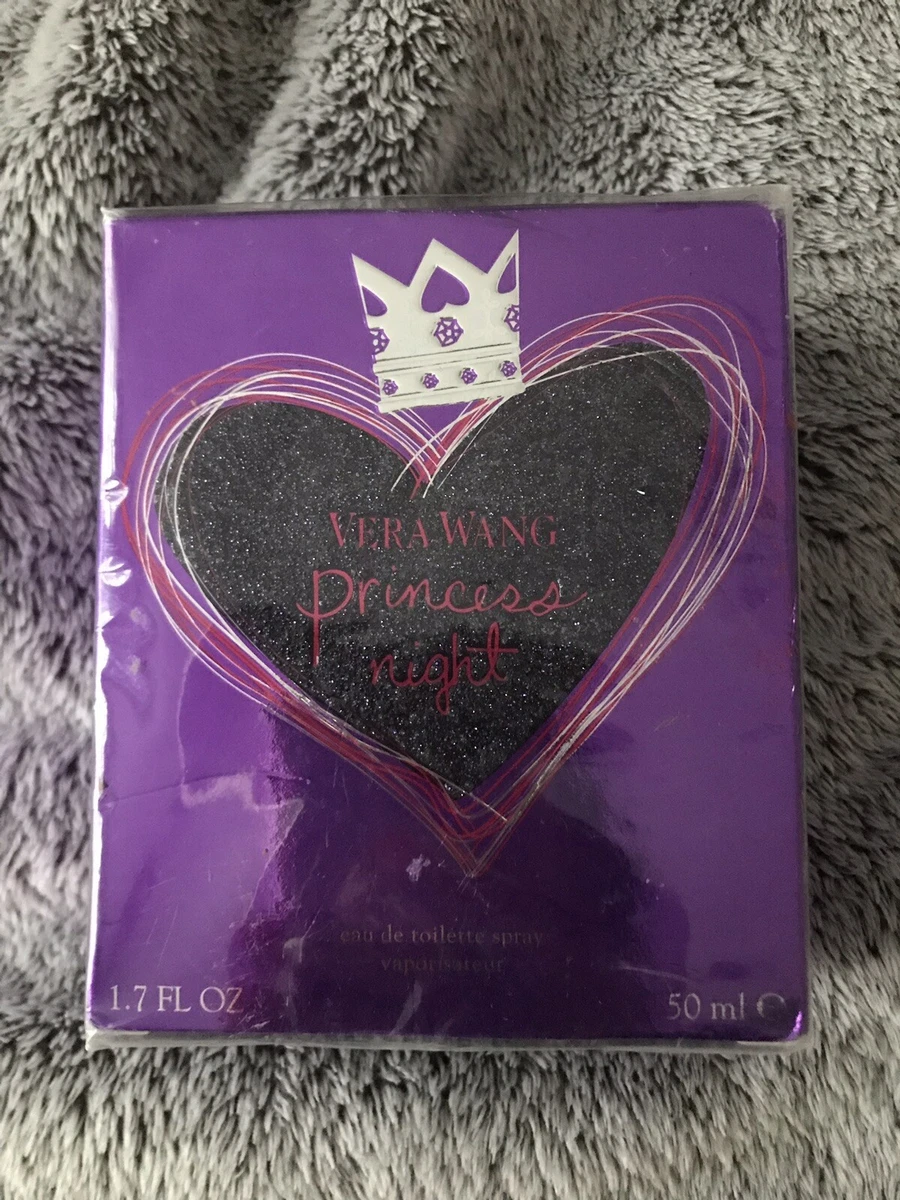 VERA WANG
princess
night
eau de toilette spray
vaporisateur
1.7 FL OZ 50 ml ℮